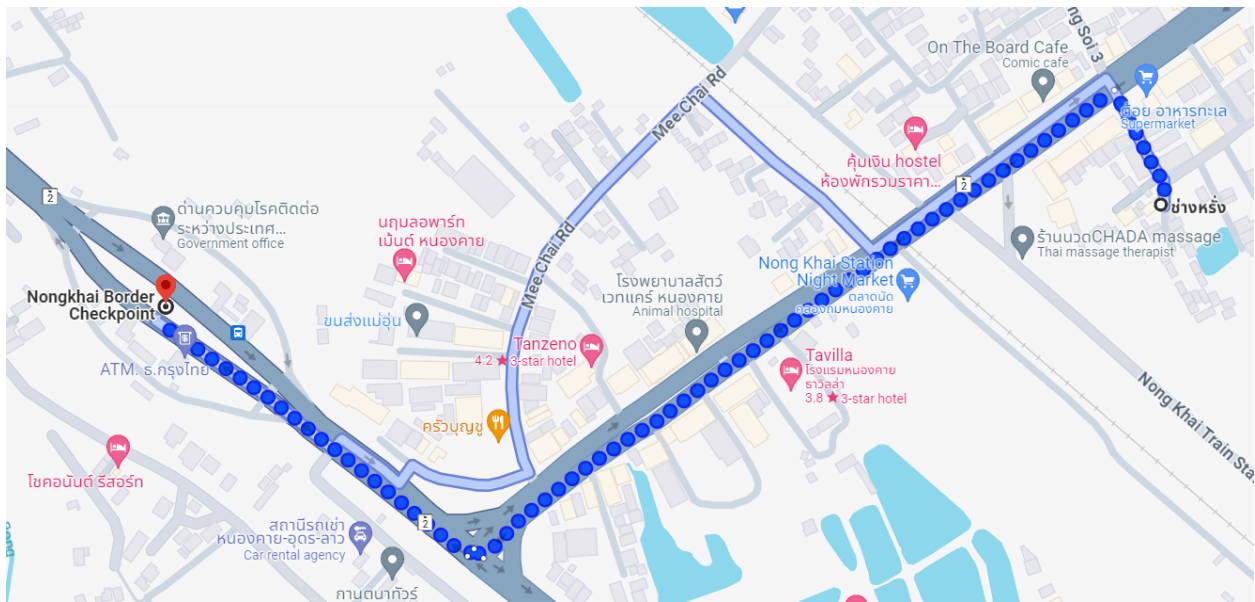 Mee.Chai Rd
Mee.Chai Rd
On The Board Cafe
Comic cafe
ต๋อย อาหารทะเล
Supermarket
คุ้มเงิน hostel
ห้องพักรวมราคา...
2
ช่างหรั่ง
ร้านนวดCHADA massage
Thai massage therapist
2
ด่านควบคุมโรคติดต่อ
ระหว่างประเทศ...
Government office
นฤมลอพาร์ท
เม้นต์ หนองคาย
Nong Khai Station
Night Market
ตลาดนัด
คลองถมหนองคาย
โรงพยาบาลสัตว์
เวทแคร์ หนองคาย
Animal hospital
Nongkhai Border
Checkpoint
ขนส่งแม่อุ่น
Tanzeno
4.2 ★ 3-star hotel
ATM. ธ.กรุงไทย
Tavilla
โรงแรมหนองคาย
ธาวิลล่า
3.8 ★ 3-star hotel
Nong Khai Train Sta
ครัวบุญชู
โชคอนันต์ รีสอร์ท
2
สถานีรถเช่า
หนองคาย-อุดร-ลาว
Car rental agency
กานตนาทัวร์